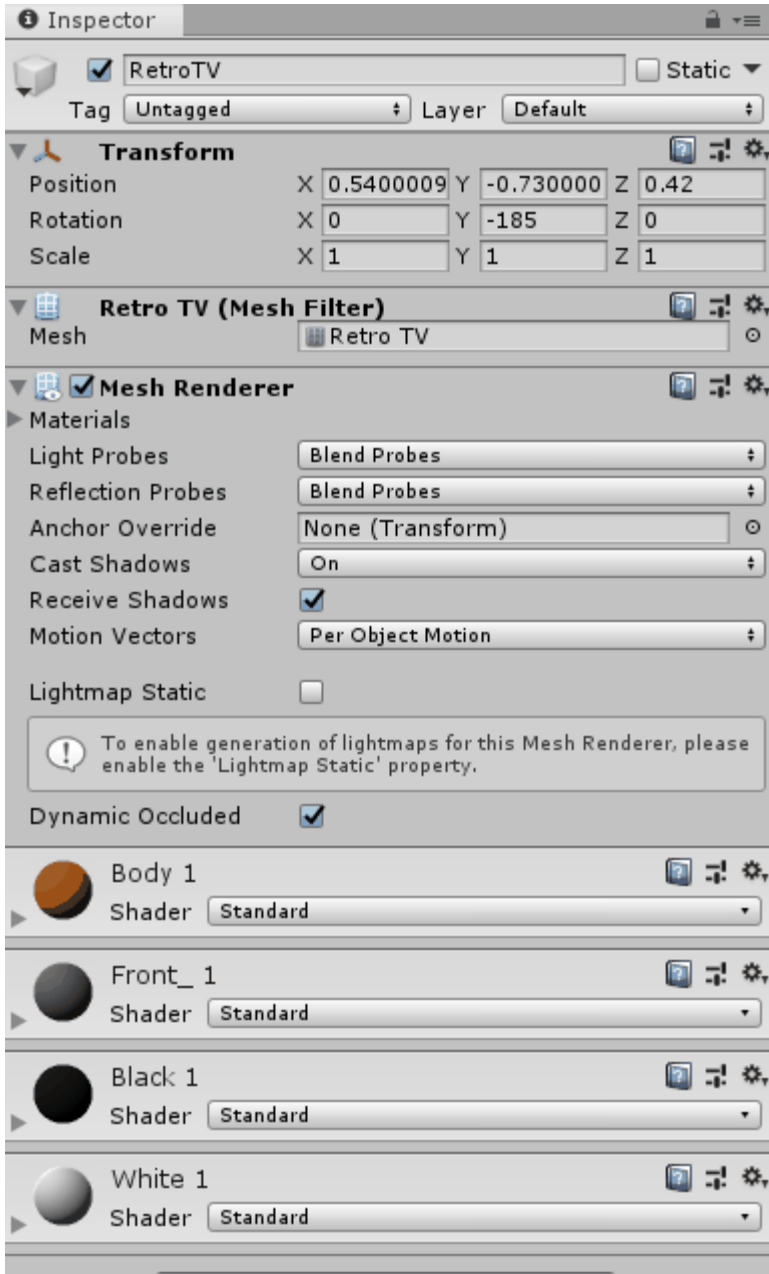 Inspector
RetroTV Static
Tag Untagged Layer Default
Transform
Position X 0.5400009 Y -0.730000 Z 0.42
Rotation X 0 Y -185 Z 0
Scale X 1 Y 1 Z 1
Retro TV (Mesh Filter)
Mesh Retro TV
Mesh Renderer
Materials
Light Probes Blend Probes
Reflection Probes Blend Probes
Anchor Override None (Transform)
Cast Shadows On
Receive Shadows
Motion Vectors Per Object Motion
Lightmap Static
To enable generation of lightmaps for this Mesh Renderer, please
enable the 'Lightmap Static' property.
Dynamic Occluded
Body 1
Shader Standard
Front_ 1
Shader Standard
Black 1
Shader Standard
White 1
Shader Standard